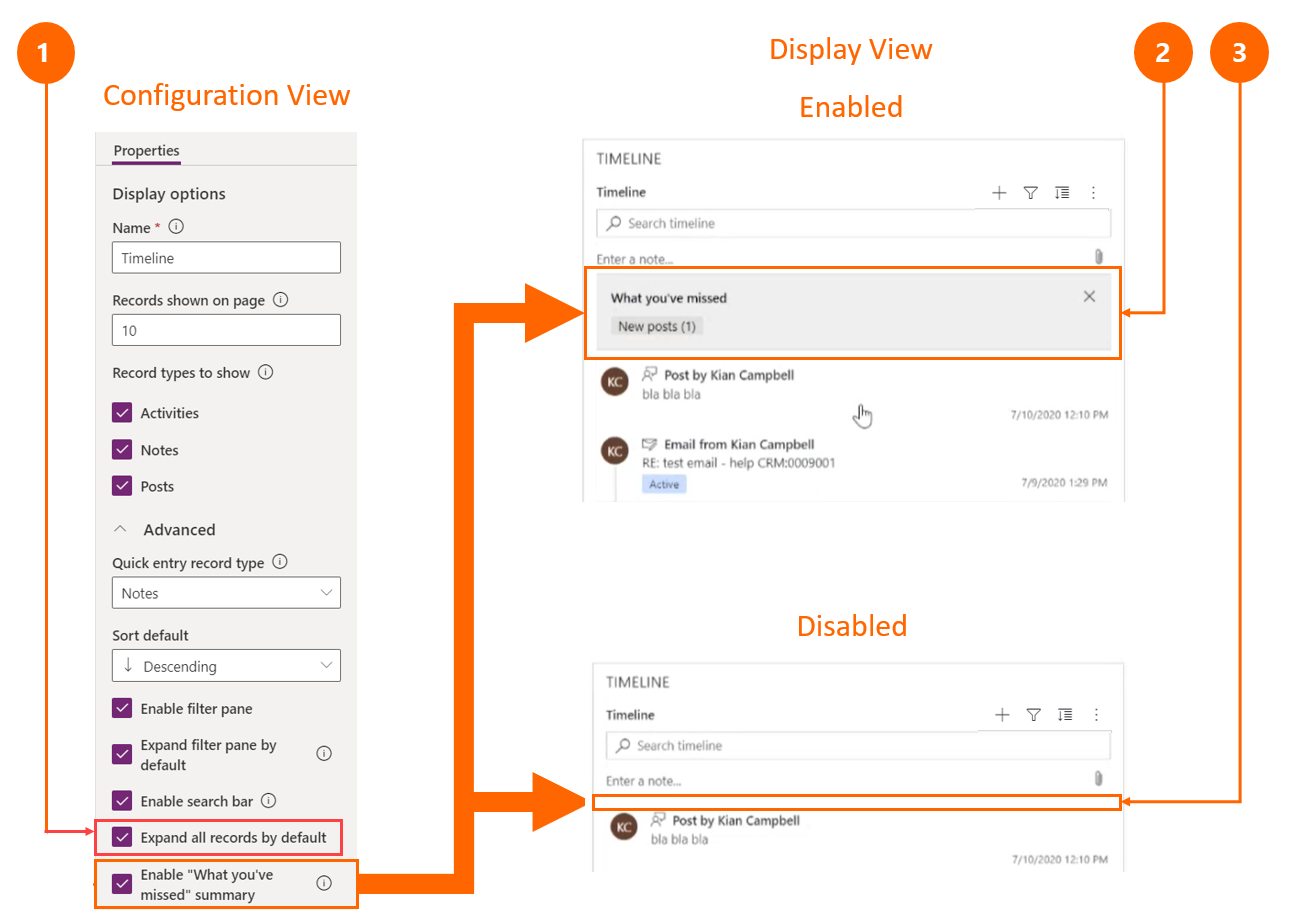 1
Configuration View
Properties
Display options
Name *
Timeline
Records shown on page
10
Record types to show
Activities
Notes
Posts
Advanced
Quick entry record type
Notes
Sort default
Descending
Enable filter pane
Expand filter pane by
default
Enable search bar
Expand all records by default
Enable "What you've
missed" summary
Display View
2
3
Enabled
TIMELINE
Timeline
Search timeline
Enter a note...
What you've missed
New posts (1)
KC
Post by Kian Campbell
bla bla bla
7/10/2020 12:10 PM
KC
Email from Kian Campbell
RE: test email - help CRM:0009001
Active
7/9/2020 1:29 PM
Disabled
TIMELINE
Timeline
Search timeline
Enter a note...
KC
Post by Kian Campbell
bla bla bla
7/10/2020 12:10 PM